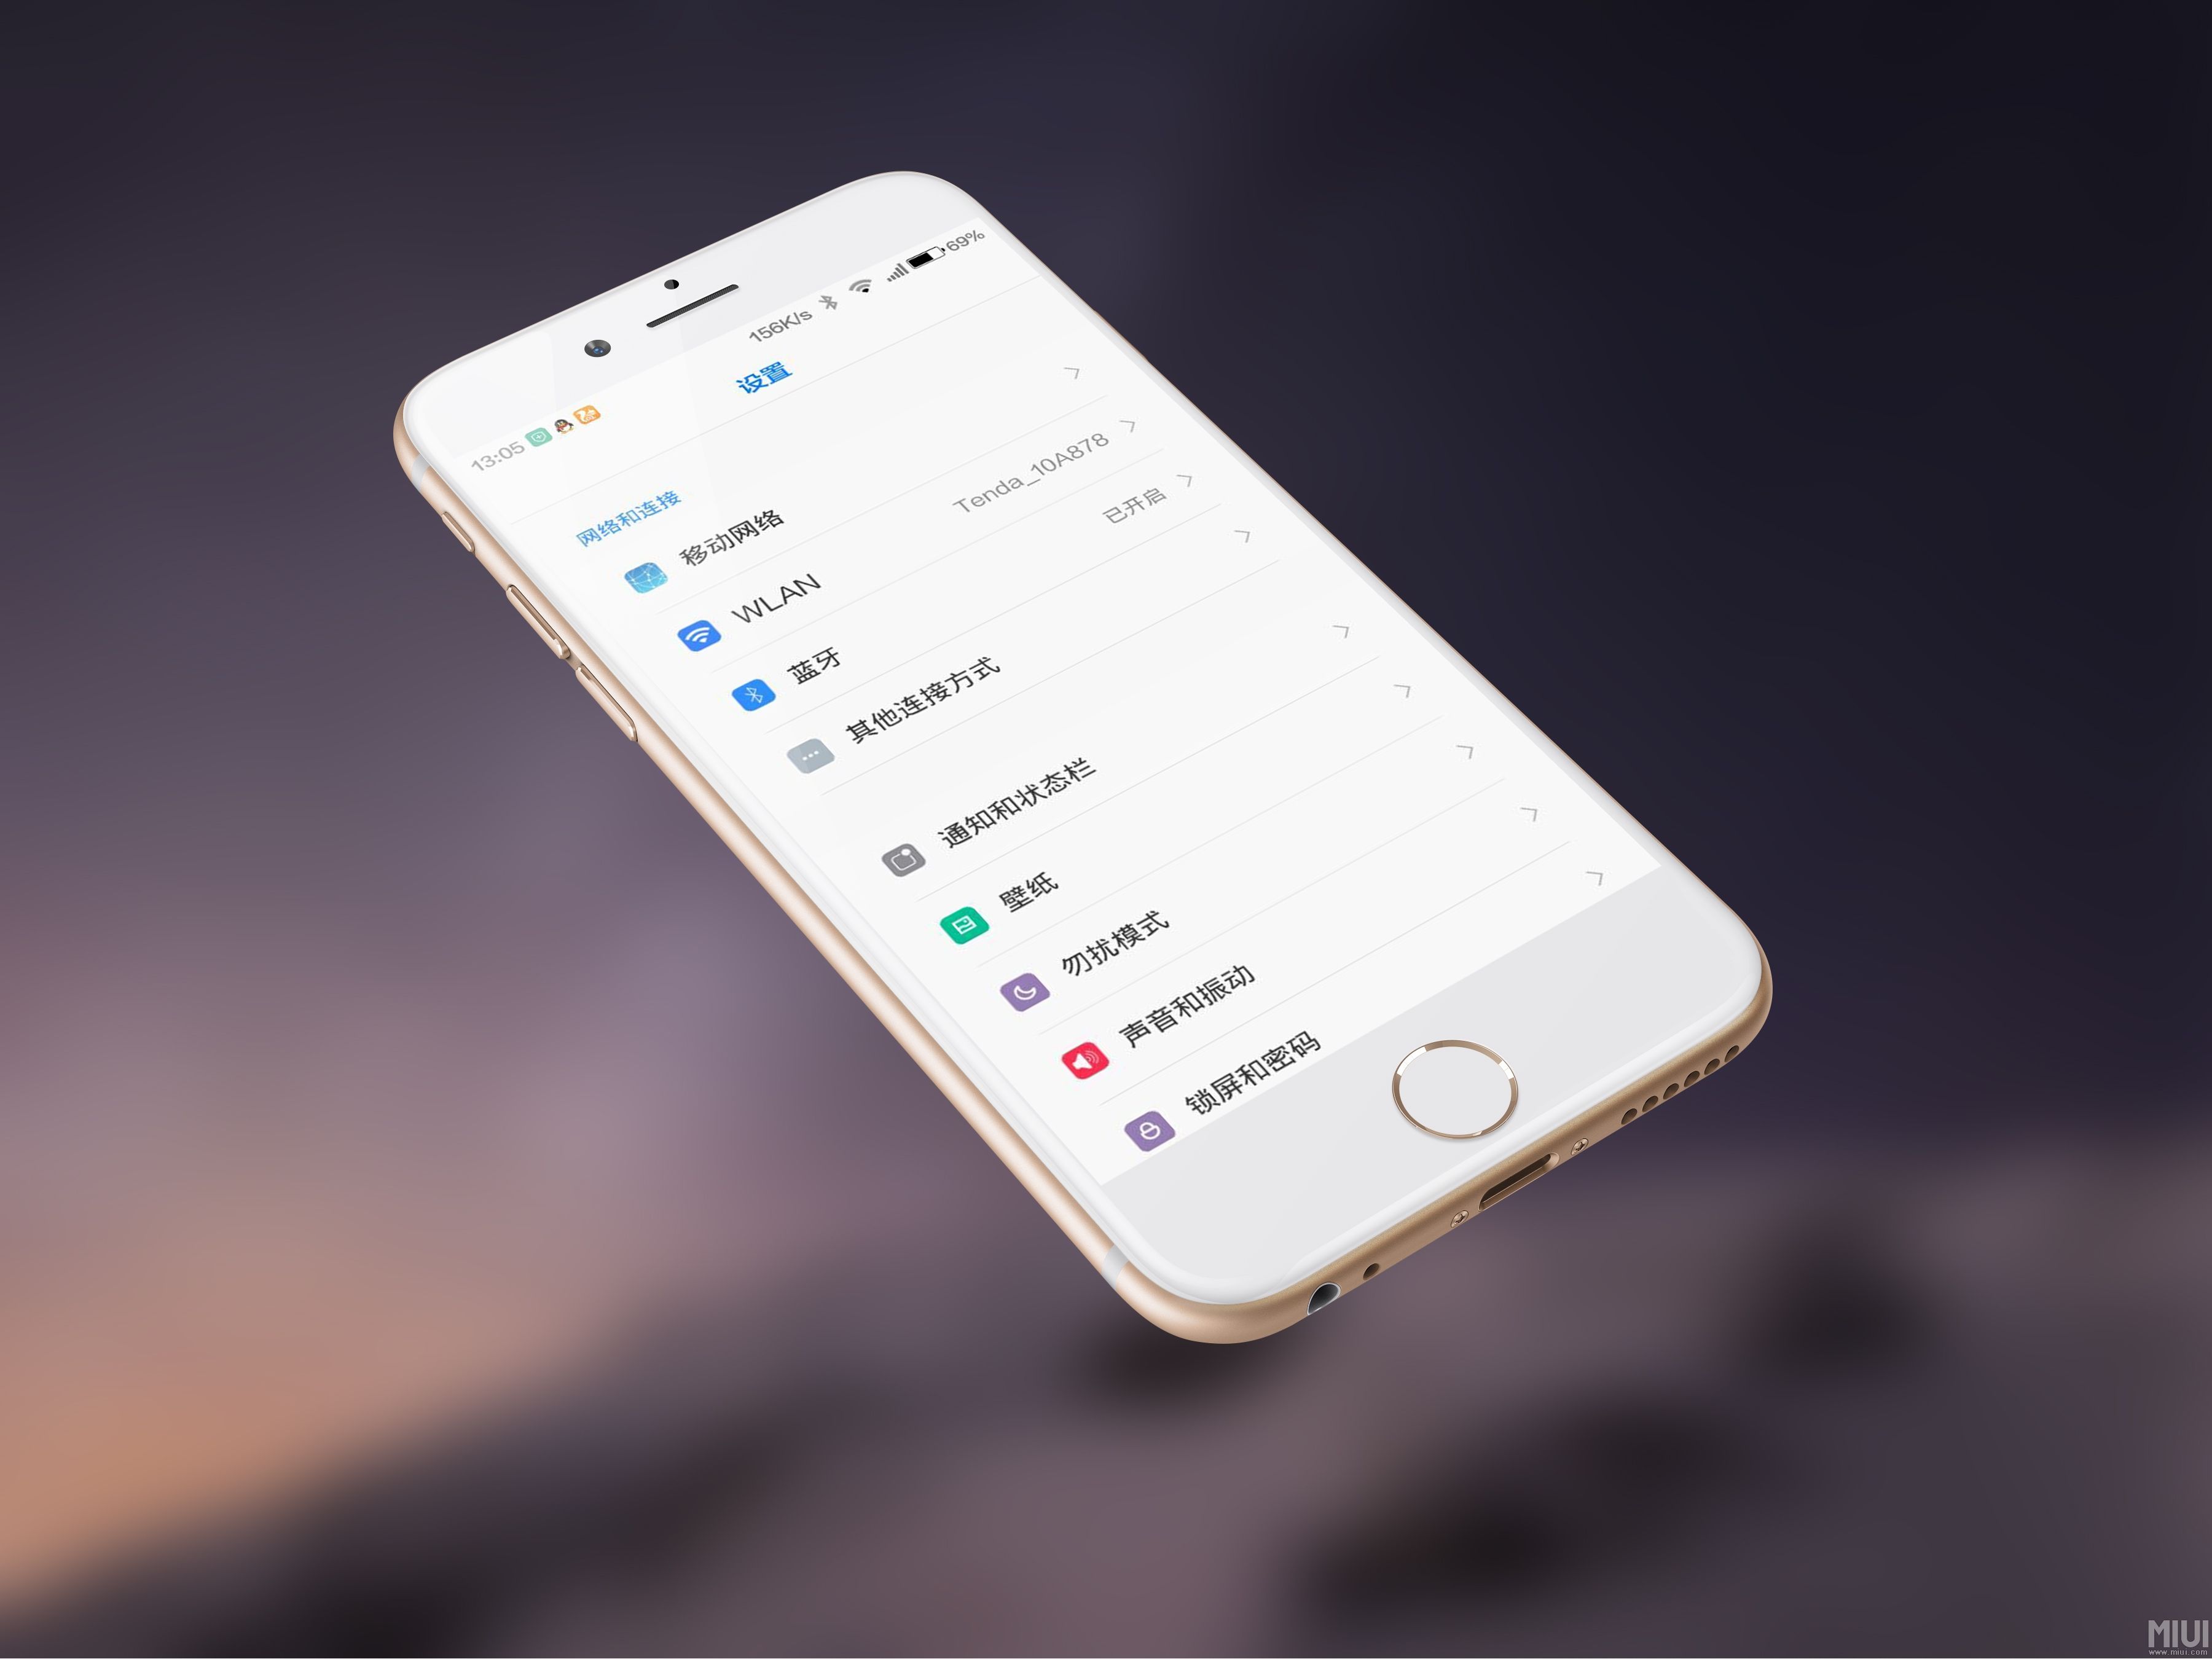 13:05
156K/s
69%
设置
网络和连接
移动网络
WLAN Tenda_10A878
蓝牙 已开启
其他连接方式
通知和状态栏
壁纸
勿扰模式
声音和振动
锁屏和密码
MIUI
www.miui.com